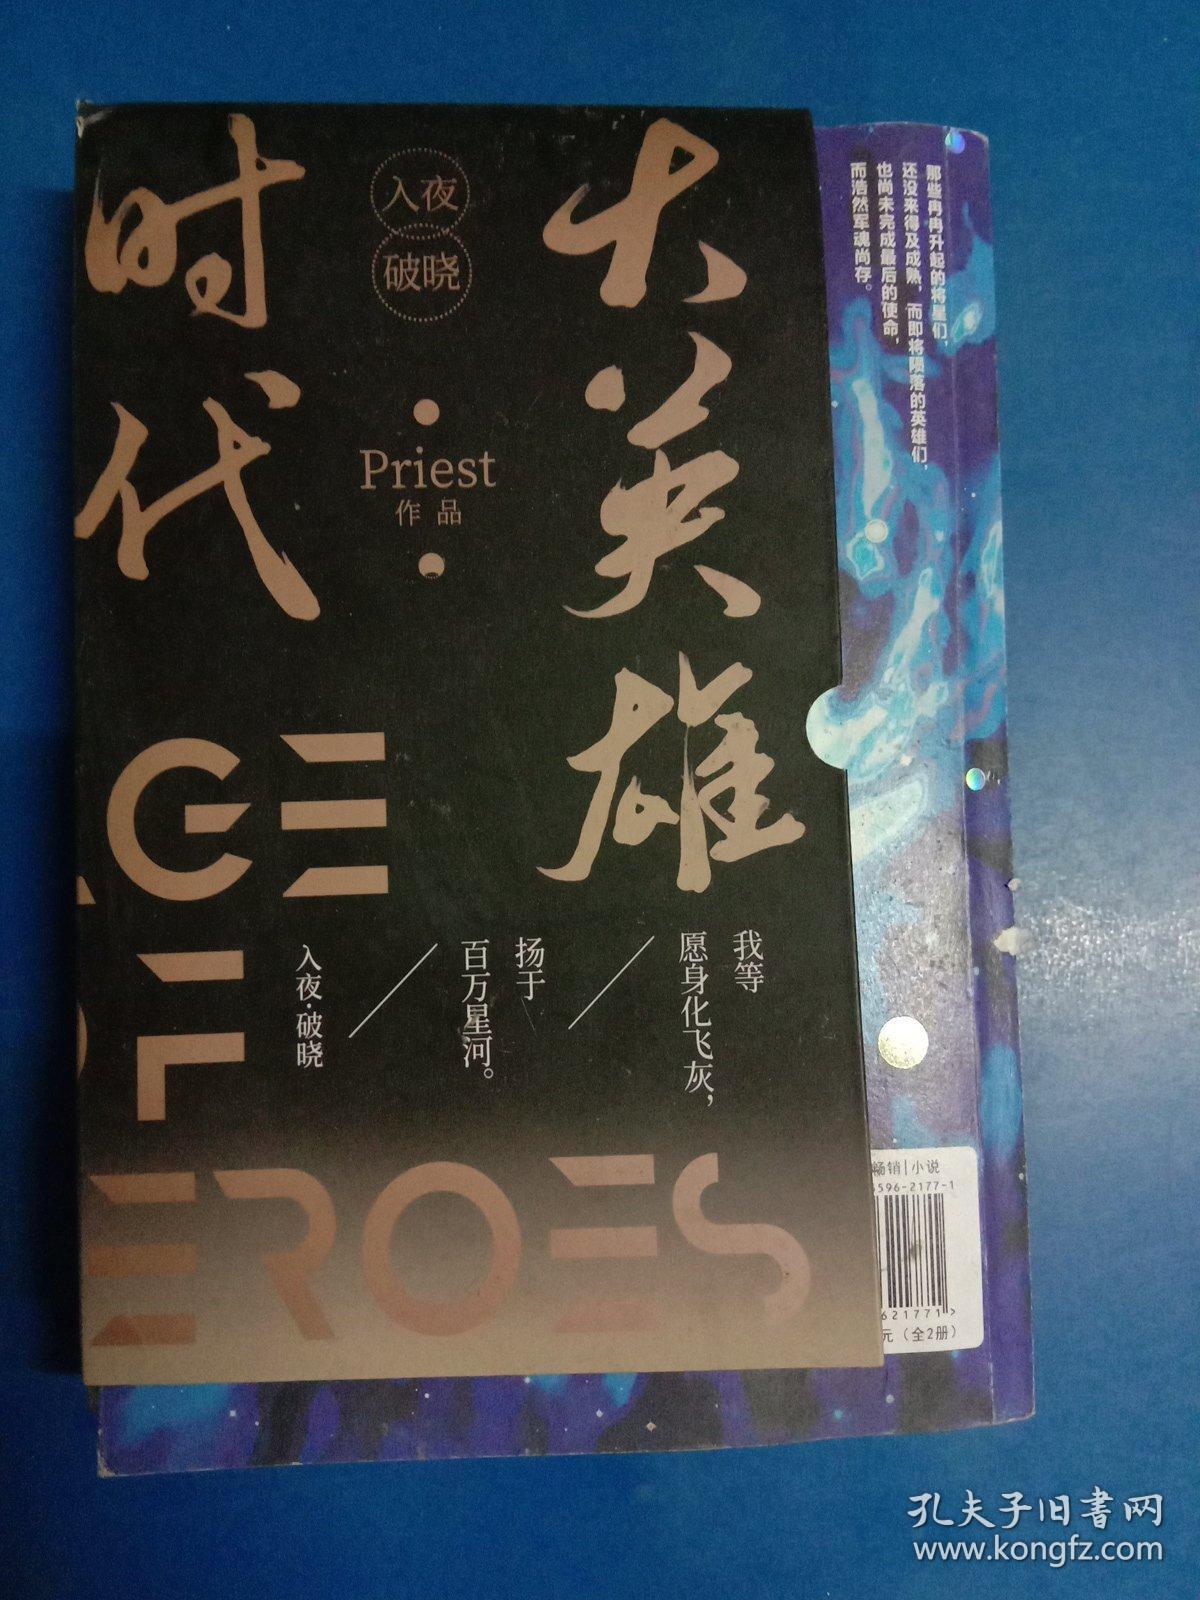 大英雄
时代
入夜
破晓
Priest
作品
AGE
OF
HEROES
我等
愿身化飞灰，
扬于
百万星河。
入夜·破晓
那些冉冉升起的将星们，
还没来得及成熟，而即将陨落的英雄们，
也尚未完成最后的使命，
而浩然军魂尚存。
畅销|小说
596-2177-1
621771>
元（全2册）
孔夫子旧书网
www.kongfz.com